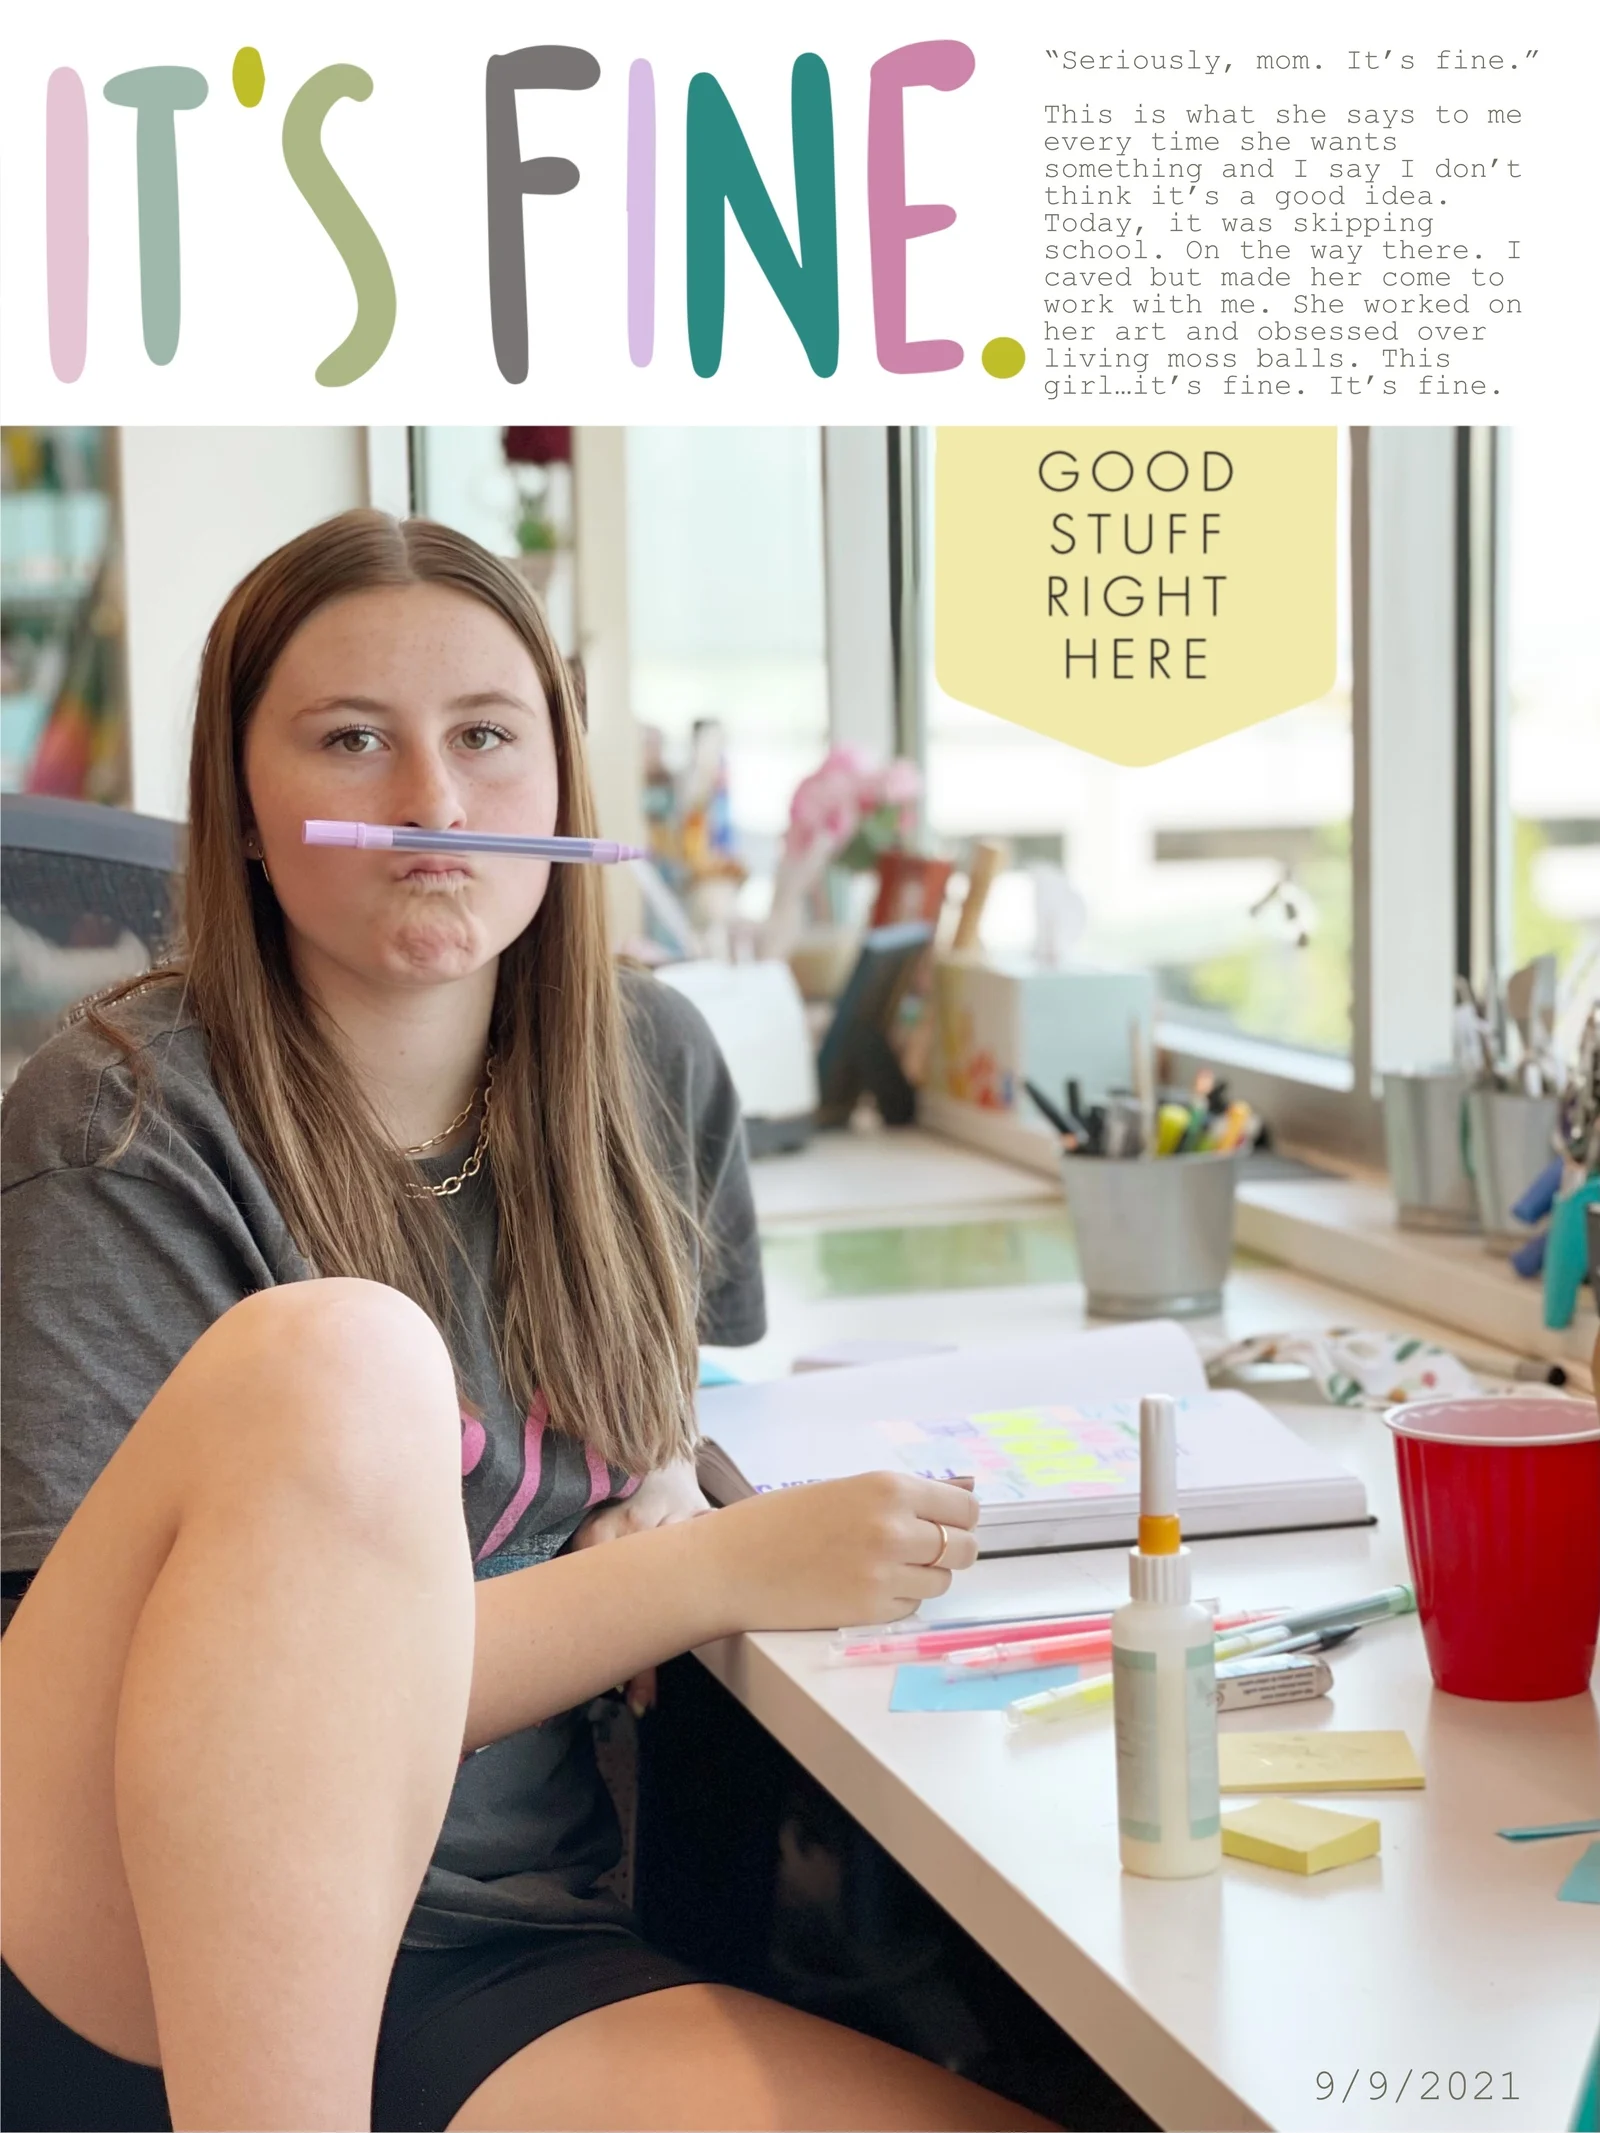 IT'S FINE.
“Seriously, mom. It’s fine.”
This is what she says to me
every time she wants
something and I say I don’t
think it’s a good idea.
Today, it was skipping
school. On the way there. I
caved but made her come to
work with me. She worked on
her art and obsessed over
living moss balls. This
girl…it’s fine. It’s fine.
GOOD
STUFF
RIGHT
HERE
9/9/2021